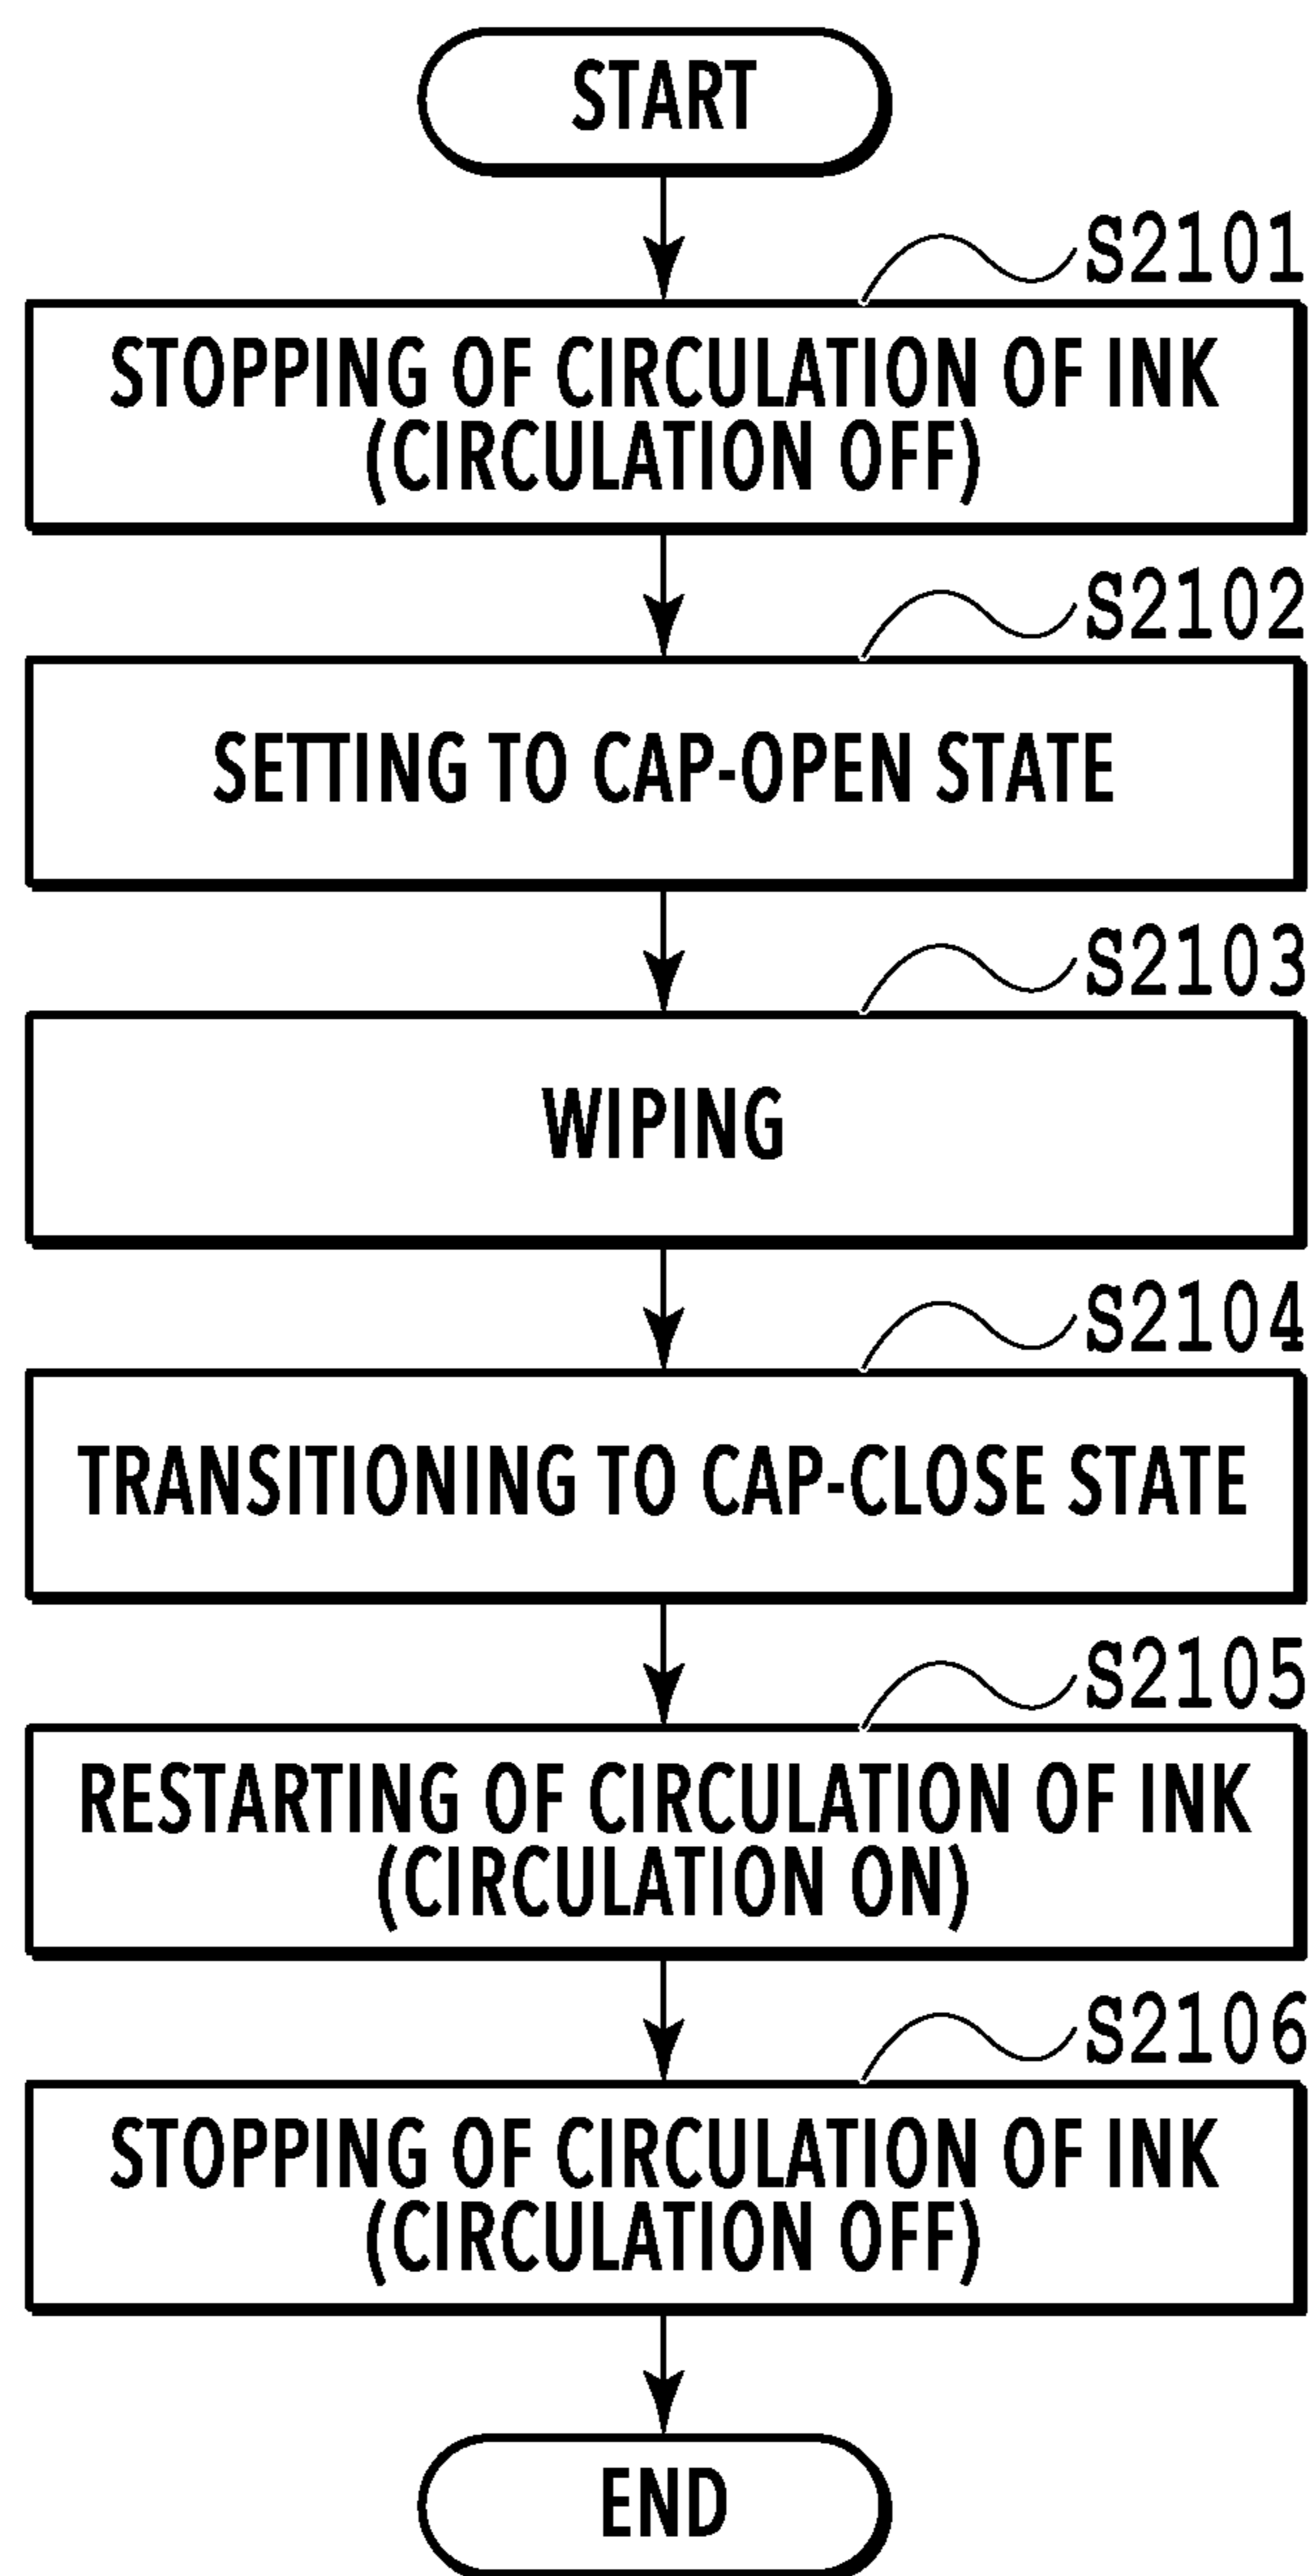 START
S2101
STOPPING OF CIRCULATION OF INK
(CIRCULATION OFF)
S2102
SETTING TO CAP-OPEN STATE
S2103
WIPING
S2104
TRANSITIONING TO CAP-CLOSE STATE
S2105
RESTARTING OF CIRCULATION OF INK
(CIRCULATION ON)
S2106
STOPPING OF CIRCULATION OF INK
(CIRCULATION OFF)
END